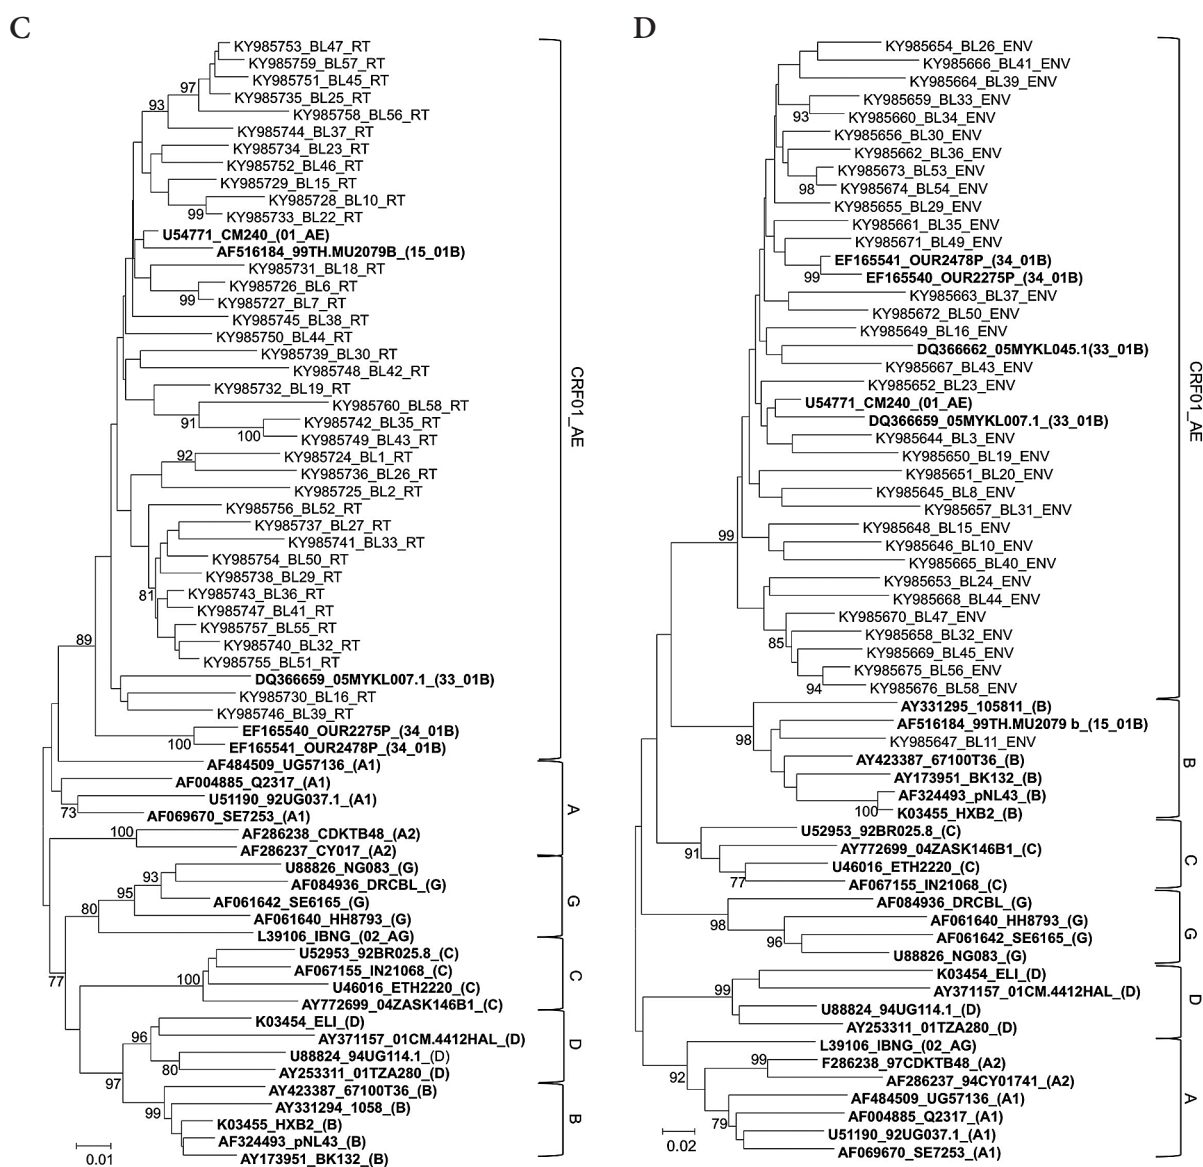 C
KY985753_BL47_RT
KY985759_BL57_RT
KY985751_BL45_RT
97
KY985735_BL25_RT
93
KY985758_BL56_RT
KY985744_BL37_RT
KY985734_BL23_RT
KY985752_BL46_RT
KY985729_BL15_RT
KY985728_BL10_RT
99
KY985733_BL22_RT
U54771_CM240_(01_AE)
AF516184_99TH.MU2079B_(15_01B)
KY985731_BL18_RT
KY985726_BL6_RT
99
KY985727_BL7_RT
KY985745_BL38_RT
KY985750_BL44_RT
KY985739_BL30_RT
KY985748_BL42_RT
KY985732_BL19_RT
KY985760_BL58_RT
91
KY985742_BL35_RT
100
KY985749_BL43_RT
92
KY985724_BL1_RT
KY985736_BL26_RT
KY985725_BL2_RT
KY985756_BL52_RT
KY985737_BL27_RT
KY985741_BL33_RT
KY985754_BL50_RT
KY985738_BL29_RT
81
KY985743_BL36_RT
KY985747_BL41_RT
KY985757_BL55_RT
89
KY985740_BL32_RT
KY985755_BL51_RT
DQ366659_05MYKL007.1_(33_01B)
KY985730_BL16_RT
KY985746_BL39_RT
EF165540_OUR2275P_(34_01B)
100
EF165541_OUR2478P_(34_01B)
CRF01_AE
AF484509_UG57136_(A1)
AF004885_Q2317_(A1)
U51190_92UG037.1_(A1)
73
AF069670_SE7253_(A1)
100
AF286238_CDKTB48_(A2)
AF286237_CY017_(A2)
A
U88826_NG083_(G)
93
AF084936_DRCBL_(G)
95
AF061642_SE6165_(G)
80
AF061640_HH8793_(G)
L39106_IBNG_(02_AG)
G
U52953_92BR025.8_(C)
AF067155_IN21068_(C)
77
100
U46016_ETH2220_(C)
AY772699_04ZASK146B1_(C)
C
K03454_ELI_(D)
96
AY371157_01CM.4412HAL_(D)
U88824_94UG114.1_(D)
80
AY253311_01TZA280_(D)
D
97
AY423387_67100T36_(B)
99
AY331294_1058_(B)
K03455_HXB2_(B)
AF324493_pNL43_(B)
AY173951_BK132_(B)
B
0.01
D
KY985654_BL26_ENV
KY985666_BL41_ENV
KY985664_BL39_ENV
KY985659_BL33_ENV
93
KY985660_BL34_ENV
KY985656_BL30_ENV
KY985662_BL36_ENV
KY985673_BL53_ENV
98
KY985674_BL54_ENV
KY985655_BL29_ENV
KY985661_BL35_ENV
KY985671_BL49_ENV
EF165541_OUR2478P_(34_01B)
99
EF165540_OUR2275P_(34_01B)
KY985663_BL37_ENV
KY985672_BL50_ENV
KY985649_BL16_ENV
DQ366662_05MYKL045.1(33_01B)
KY985667_BL43_ENV
KY985652_BL23_ENV
U54771_CM240_(01_AE)
DQ366659_05MYKL007.1_(33_01B)
KY985644_BL3_ENV
KY985650_BL19_ENV
KY985651_BL20_ENV
KY985645_BL8_ENV
KY985657_BL31_ENV
KY985648_BL15_ENV
99
KY985646_BL10_ENV
KY985665_BL40_ENV
KY985653_BL24_ENV
KY985668_BL44_ENV
KY985670_BL47_ENV
KY985658_BL32_ENV
85
KY985669_BL45_ENV
KY985675_BL56_ENV
94
KY985676_BL58_ENV
CRF01_AE
AY331295_105811_(B)
AF516184_99TH.MU2079 b_(15_01B)
98
KY985647_BL11_ENV
AY423387_67100T36_(B)
AY173951_BK132_(B)
AF324493_pNL43_(B)
100
K03455_HXB2_(B)
B
U52953_92BR025.8_(C)
91
AY772699_04ZASK146B1_(C)
U46016_ETH2220_(C)
77
AF067155_IN21068_(C)
C
AF084936_DRCBL_(G)
98
AF061640_HH8793_(G)
96
AF061642_SE6165_(G)
U88826_NG083_(G)
G
K03454_ELI_(D)
99
AY371157_01CM.4412HAL_(D)
U88824_94UG114.1_(D)
AY253311_01TZA280_(D)
D
L39106_IBNG_(02_AG)
99
F286238_97CDKTB48_(A2)
92
AF286237_94CY01741_(A2)
AF484509_UG57136_(A1)
AF004885_Q2317_(A1)
79
U51190_92UG037.1_(A1)
AF069670_SE7253_(A1)
A
0.02